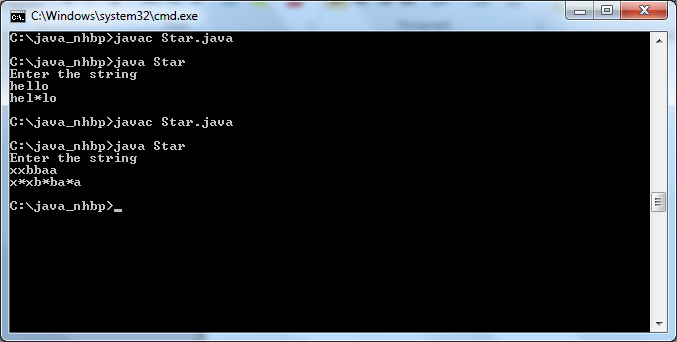 C:\Windows\system32\cmd.exe
C:\java_nhbp>javac Star.java
C:\java_nhbp>java Star
Enter the string
hello
hel*lo
C:\java_nhbp>javac Star.java
C:\java_nhbp>java Star
Enter the string
xxbbaa
x*xb*ba*a
C:\java_nhbp>_